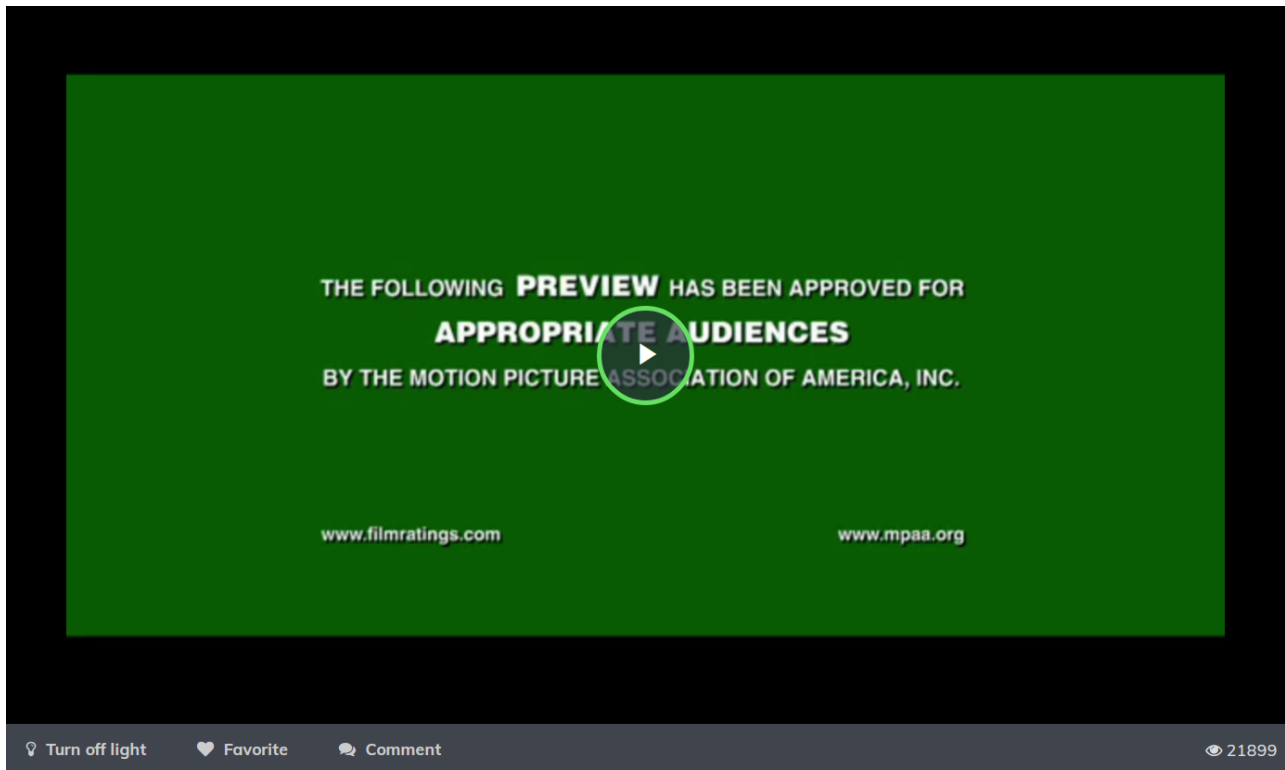 THE FOLLOWING PREVIEW HAS BEEN APPROVED FOR
APPROPRIATE AUDIENCES
BY THE MOTION PICTURE ASSOCIATION OF AMERICA, INC.
www.filmratings.com www.mpaa.org
Turn off light Favorite Comment 21899